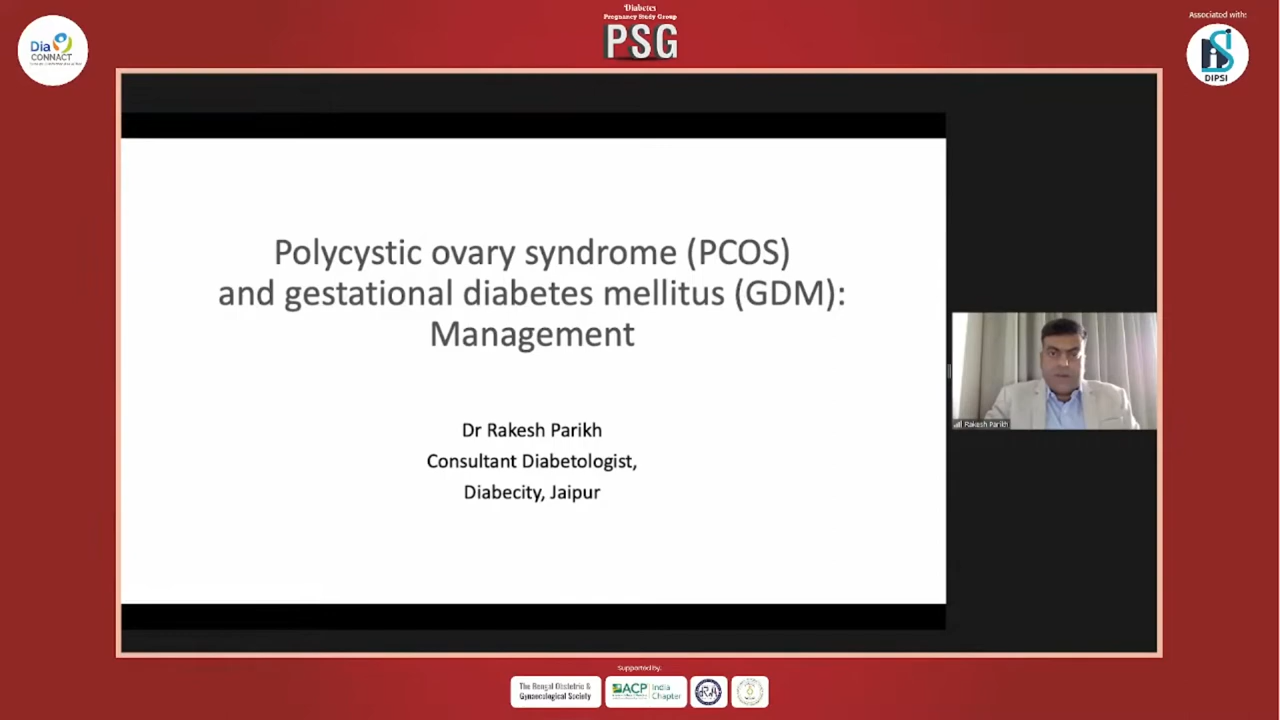 Diabetes
Pregnancy Study Group
PSG
Dia
CONNACT
Associated with:
DIPSI
Polycystic ovary syndrome (PCOS)
and gestational diabetes mellitus (GDM):
Management
Dr Rakesh Parikh
Consultant Diabetologist,
Diabecity, Jaipur
Rakesh Parikh
Supported by.
The Bengal Obstetric &
Gynaecological Society
ACP
India
Chapter